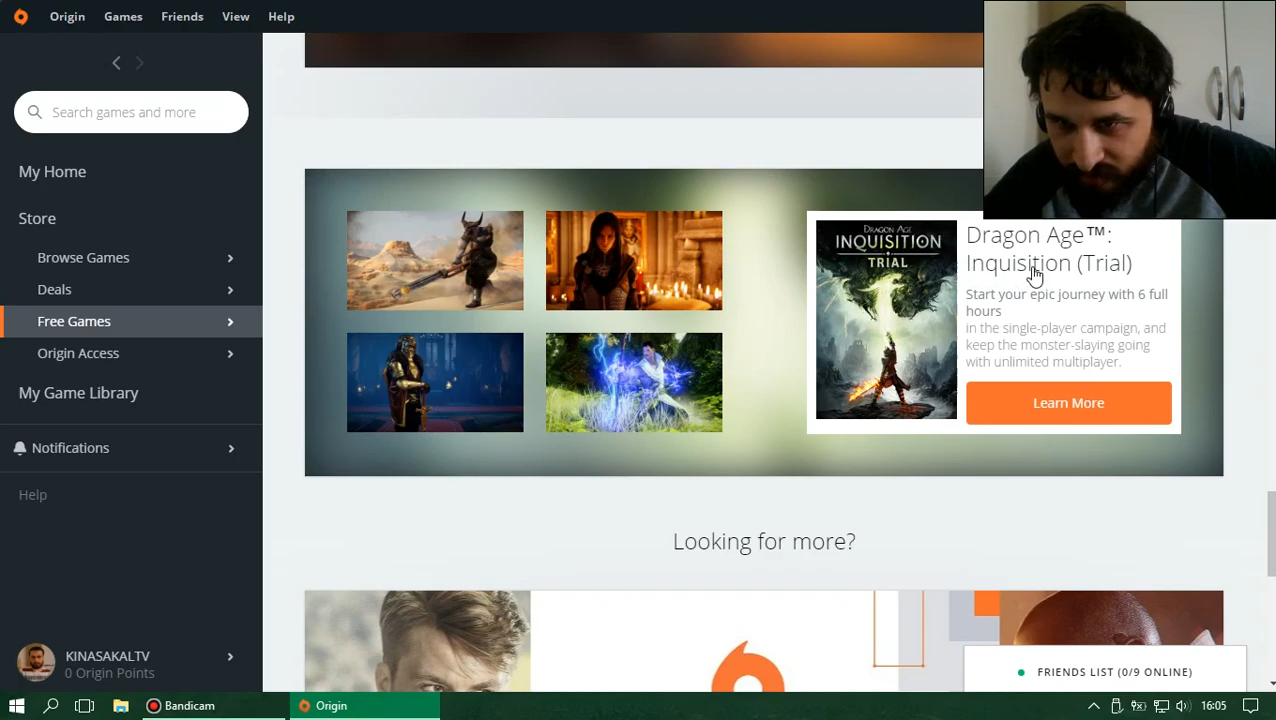 Origin Games Friends View Help
Search games and more
My Home
Store
Browse Games
Deals
Free Games
Origin Access
My Game Library
Notifications
Help
DRAGON AGE
INQUISITION
TRIAL
Dragon Age™:
Inquisition (Trial)
Start your epic journey with 6 full
hours
in the single-player campaign, and
keep the monster-slaying going
with unlimited multiplayer.
Learn More
Looking for more?
KINASAKALTV
0 Origin Points
FRIENDS LIST (0/9 ONLINE)
Bandicam Origin 16:05